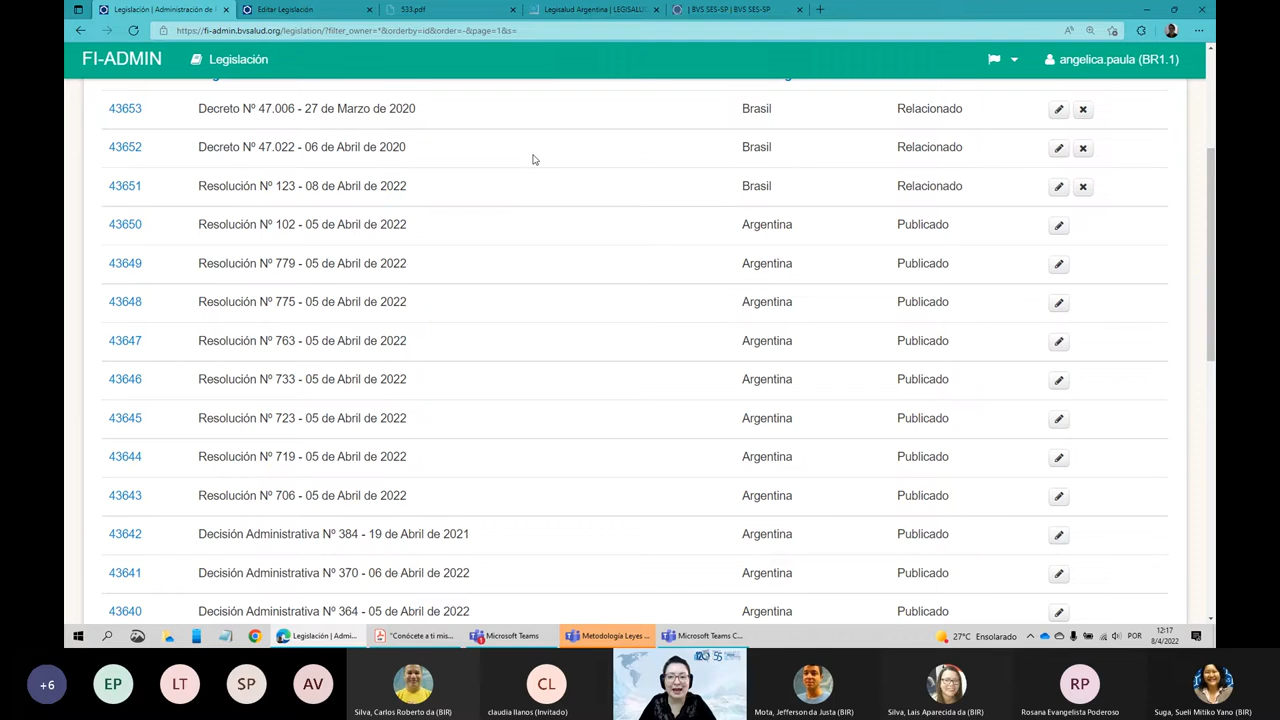 Legislación | Administración de
Editar Legislación
533.pdf
Legisalud Argentina | LEGISALU
| BVS SES-SP | BVS SES-SP
https://fi-admin.bvsalud.org/legislation/?filter_owner=*&orderby=id&order=-&page=1&s=
FI-ADMIN
Legislación
angelica.paula (BR1.1)
43653 Decreto Nº 47.006 - 27 de Marzo de 2020 Brasil Relacionado
43652 Decreto Nº 47.022 - 06 de Abril de 2020 Brasil Relacionado
43651 Resolución Nº 123 - 08 de Abril de 2022 Brasil Relacionado
43650 Resolución Nº 102 - 05 de Abril de 2022 Argentina Publicado
43649 Resolución Nº 779 - 05 de Abril de 2022 Argentina Publicado
43648 Resolución Nº 775 - 05 de Abril de 2022 Argentina Publicado
43647 Resolución Nº 763 - 05 de Abril de 2022 Argentina Publicado
43646 Resolución Nº 733 - 05 de Abril de 2022 Argentina Publicado
43645 Resolución Nº 723 - 05 de Abril de 2022 Argentina Publicado
43644 Resolución Nº 719 - 05 de Abril de 2022 Argentina Publicado
43643 Resolución Nº 706 - 05 de Abril de 2022 Argentina Publicado
43642 Decisión Administrativa Nº 384 - 19 de Abril de 2021 Argentina Publicado
43641 Decisión Administrativa Nº 370 - 06 de Abril de 2022 Argentina Publicado
43640 Decisión Administrativa Nº 364 - 05 de Abril de 2022 Argentina Publicado
Legislación | Admi...
"Conócete a ti mis...
Microsoft Teams
Metodología Leyes ...
Microsoft Teams C...
27°C Ensolarado
POR
12:17
8/4/2022
+6
EP
LT
SP
AV
CL
RP
Silva, Carlos Roberto da (BIR)
claudia llanos (Invitado)
Mota, Jefferson da Justa (BIR)
Silva, Lais Aparecida da (BIR)
Rosana Evangelista Poderoso
Suga, Sueli Mitiko Yano (BIR)